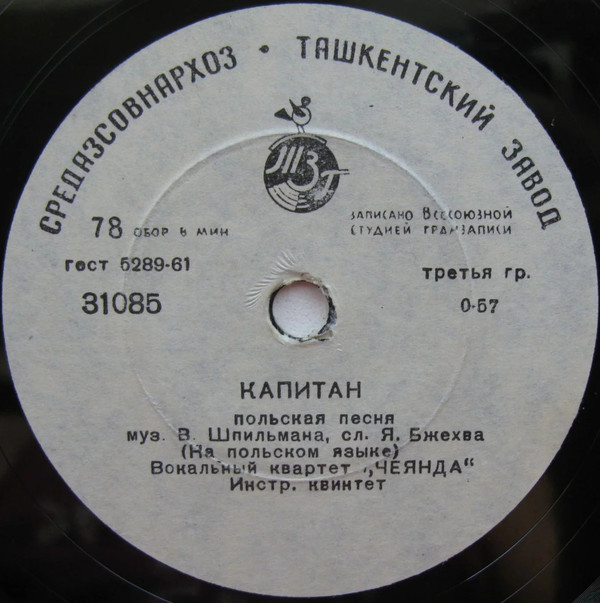 СРЕДАЗСОВНАРХОЗ • ТАШКЕНТСКИЙ ЗАВОД
ТЗГ
78 ОБОР В МИН
ЗАПИСАНО ВСЕСОЮЗНОЙ
СТУДИЕЙ ГРАМЗАПИСИ
ГОСТ 5289-61
ТРЕТЬЯ ГР.
31085
0·57
КАПИТАН
ПОЛЬСКАЯ ПЕСНЯ
муз. В. Шпильмана, сл. Я. Бжехва
(На польском языке)
Вокальный квартет „ЧЕЯНДА“
Инстр. квинтет